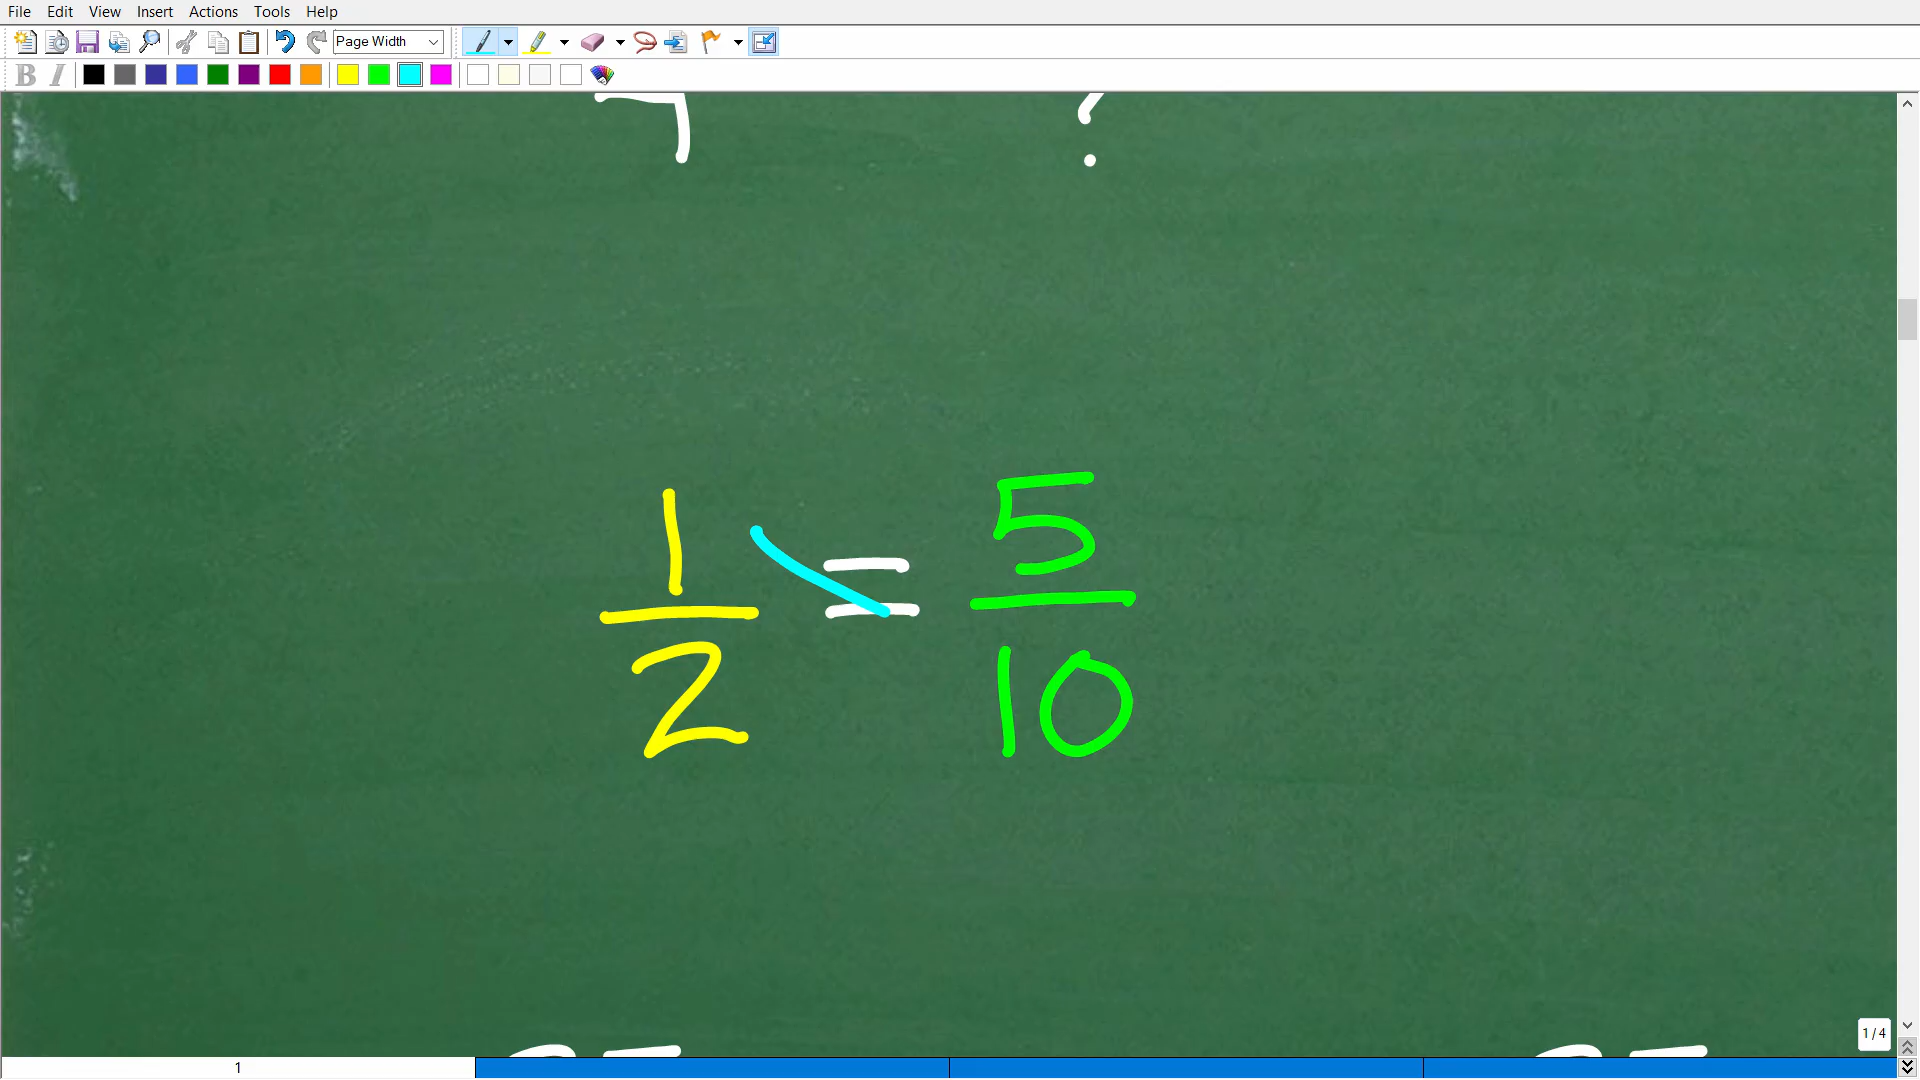 File Edit View Insert Actions Tools Help
Page Width
B I
?
1/2 = 5/10
1 / 4
1